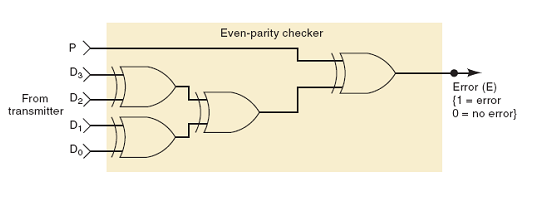 Even-parity checker
P
D3
D2
From
transmitter
D1
D0
Error (E)
{1 = error
0 = no error}